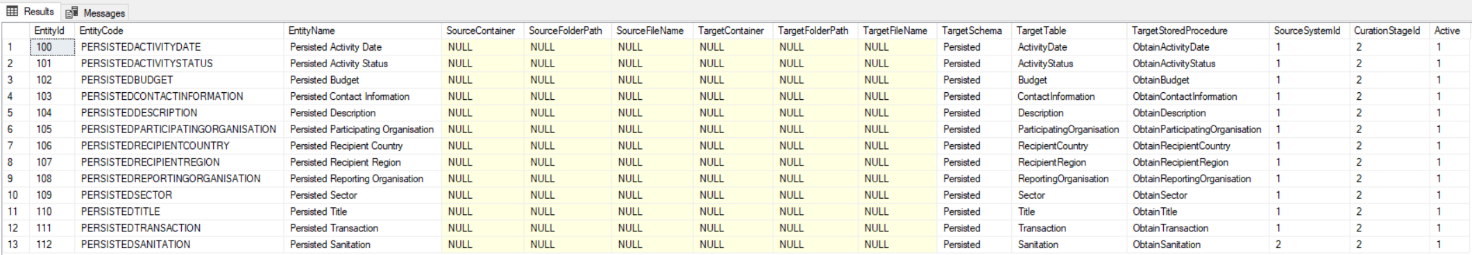 Results Messages
EntityId EntityCode EntityName SourceContainer SourceFolderPath SourceFileName TargetContainer TargetFolderPath TargetFileName TargetSchema TargetTable TargetStoredProcedure SourceSystemId CurationStageId Active
1 100 PERSISTEDACTIVITYDATE Persisted Activity Date NULL NULL NULL NULL NULL NULL Persisted ActivityDate ObtainActivityDate 1 2 1
2 101 PERSISTEDACTIVITYSTATUS Persisted Activity Status NULL NULL NULL NULL NULL NULL Persisted ActivityStatus ObtainActivityStatus 1 2 1
3 102 PERSISTEDBUDGET Persisted Budget NULL NULL NULL NULL NULL NULL Persisted Budget ObtainBudget 1 2 1
4 103 PERSISTEDCONTACTINFORMATION Persisted Contact Information NULL NULL NULL NULL NULL NULL Persisted ContactInformation ObtainContactInformation 1 2 1
5 104 PERSISTEDDESCRIPTION Persisted Description NULL NULL NULL NULL NULL NULL Persisted Description ObtainDescription 1 2 1
6 105 PERSISTEDPARTICIPATINGORGANISATION Persisted Participating Organisation NULL NULL NULL NULL NULL NULL Persisted ParticipatingOrganisation ObtainParticipatingOrganisation 1 2 1
7 106 PERSISTEDRECIPIENTCOUNTRY Persisted Recipient Country NULL NULL NULL NULL NULL NULL Persisted RecipientCountry ObtainRecipientCountry 1 2 1
8 107 PERSISTEDRECIPIENTREGION Persisted Recipient Region NULL NULL NULL NULL NULL NULL Persisted RecipientRegion ObtainRecipientRegion 1 2 1
9 108 PERSISTEDREPORTINGORGANISATION Persisted Reporting Organisation NULL NULL NULL NULL NULL NULL Persisted ReportingOrganisation ObtainReportingOrganisation 1 2 1
10 109 PERSISTEDSECTOR Persisted Sector NULL NULL NULL NULL NULL NULL Persisted Sector ObtainSector 1 2 1
11 110 PERSISTEDTITLE Persisted Title NULL NULL NULL NULL NULL NULL Persisted Title ObtainTitle 1 2 1
12 111 PERSISTEDTRANSACTION Persisted Transaction NULL NULL NULL NULL NULL NULL Persisted Transaction ObtainTransaction 1 2 1
13 112 PERSISTEDSANITATION Persisted Sanitation NULL NULL NULL NULL NULL NULL Persisted Sanitation ObtainSanitation 2 2 1